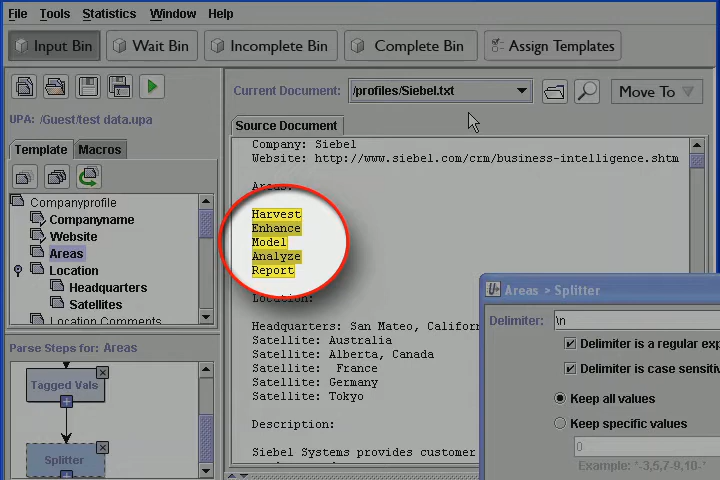 File Tools Statistics Window Help
Input Bin Wait Bin Incomplete Bin Complete Bin Assign Templates
Current Document: /profiles/Siebel.txt Move To
UPA: /Guest/test data.upa
Template Macros
Companyprofile
Companyname
Website
Areas
Location
Headquarters
Satellites
Location Comments
Parse Steps for: Areas
Tagged Vals
Splitter
Source Document
Company: Siebel
Website: http://www.siebel.com/crm/business-intelligence.shtm
Areas:
Harvest
Enhance
Model
Analyze
Report
Location:
Headquarters: San Mateo, Californ
Satellite: Australia
Satellite: Alberta, Canada
Satellite:  France
Satellite: Germany
Satellite: Tokyo
Description:
Siebel Systems provides customer
Areas > Splitter
Delimiter: \n
Delimiter is a regular exp
Delimiter is case sensitiv
Keep all values
Keep specific values
0
Example: *-3,5,7-9,10-*